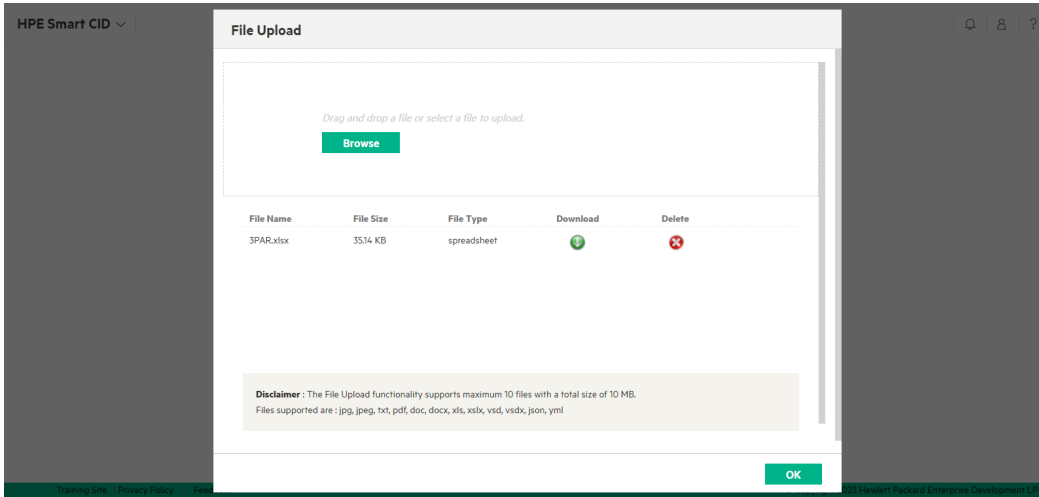 HPE Smart CID
File Upload
?
Drag and drop a file or select a file to upload.
Browse
File Name File Size File Type Download Delete
3PAR.xlsx 35.14 KB spreadsheet
Disclaimer : The File Upload functionality supports maximum 10 files with a total size of 10 MB.
Files supported are : jpg, jpeg, txt, pdf, doc, docx, xls, xslx, vsd, vsdx, json, yml
OK
Training Site Privacy Policy Feed 023 Hewlett Packard Enterprise Development LP